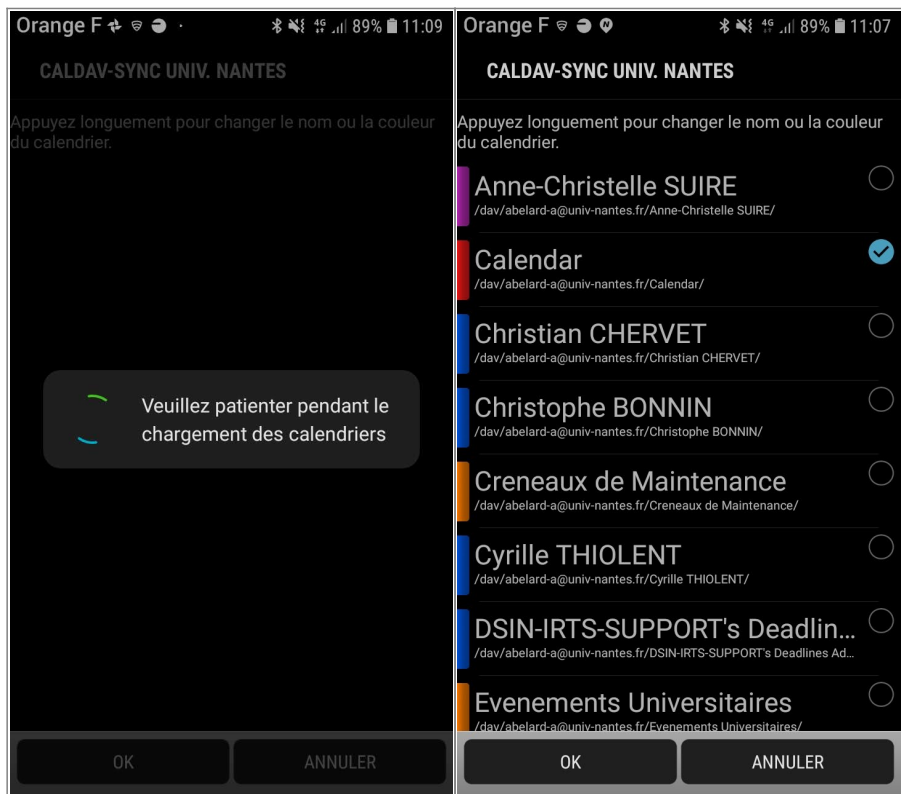 Orange F 4G 89% 11:09
CALDAV-SYNC UNIV. NANTES
Appuyez longuement pour changer le nom ou la couleur
du calendrier.
Veuillez patienter pendant le
chargement des calendriers
OK
ANNULER
Orange F 4G 89% 11:07
CALDAV-SYNC UNIV. NANTES
Appuyez longuement pour changer le nom ou la couleur
du calendrier.
Anne-Christelle SUIRE
/dav/abelard-a@univ-nantes.fr/Anne-Christelle SUIRE/
Calendar
/dav/abelard-a@univ-nantes.fr/Calendar/
Christian CHERVET
/dav/abelard-a@univ-nantes.fr/Christian CHERVET/
Christophe BONNIN
/dav/abelard-a@univ-nantes.fr/Christophe BONNIN/
Creneaux de Maintenance
/dav/abelard-a@univ-nantes.fr/Creneaux de Maintenance/
Cyrille THIOLENT
/dav/abelard-a@univ-nantes.fr/Cyrille THIOLENT/
DSIN-IRTS-SUPPORT's Deadlin...
/dav/abelard-a@univ-nantes.fr/DSIN-IRTS-SUPPORT's Deadlines Ad...
Evenements Universitaires
/dav/abelard-a@univ-nantes.fr/Evenements Universitaires/
OK
ANNULER